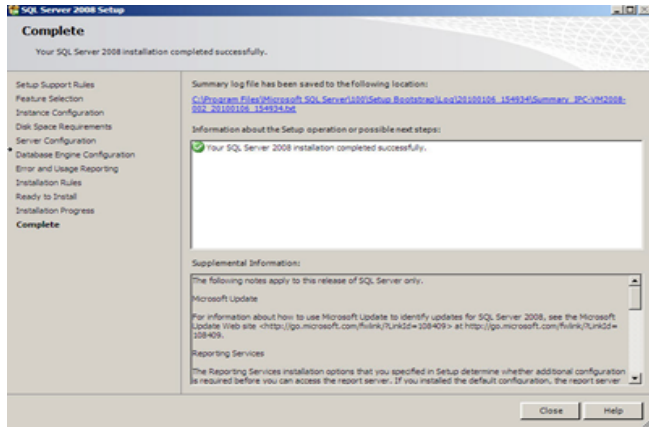 SQL Server 2008 Setup
Complete
Your SQL Server 2008 installation completed successfully.
Setup Support Rules
Feature Selection
Instance Configuration
Disk Space Requirements
Server Configuration
Database Engine Configuration
Error and Usage Reporting
Installation Rules
Ready to Install
Installation Progress
Complete
Summary log file has been saved to the following location:
C:\Program Files\Microsoft SQL Server\100\Setup Bootstrap\Log\20100106_154934\Summary_IPC-VM2008-
002_20100106_154934.txt
Information about the Setup operation or possible next steps:
Your SQL Server 2008 installation completed successfully.
Supplemental Information:
The following notes apply to this release of SQL Server only.
Microsoft Update
For information about how to use Microsoft Update to identify updates for SQL Server 2008, see the Microsoft
Update Web site <http://go.microsoft.com/fwlink/?LinkId=108409> at http://go.microsoft.com/fwlink/?LinkId=
108409.
Reporting Services
The Reporting Services installation options that you specified in Setup determine whether additional configuration
is required before you can access the report server. If you installed the default configuration, the report server
Close
Help